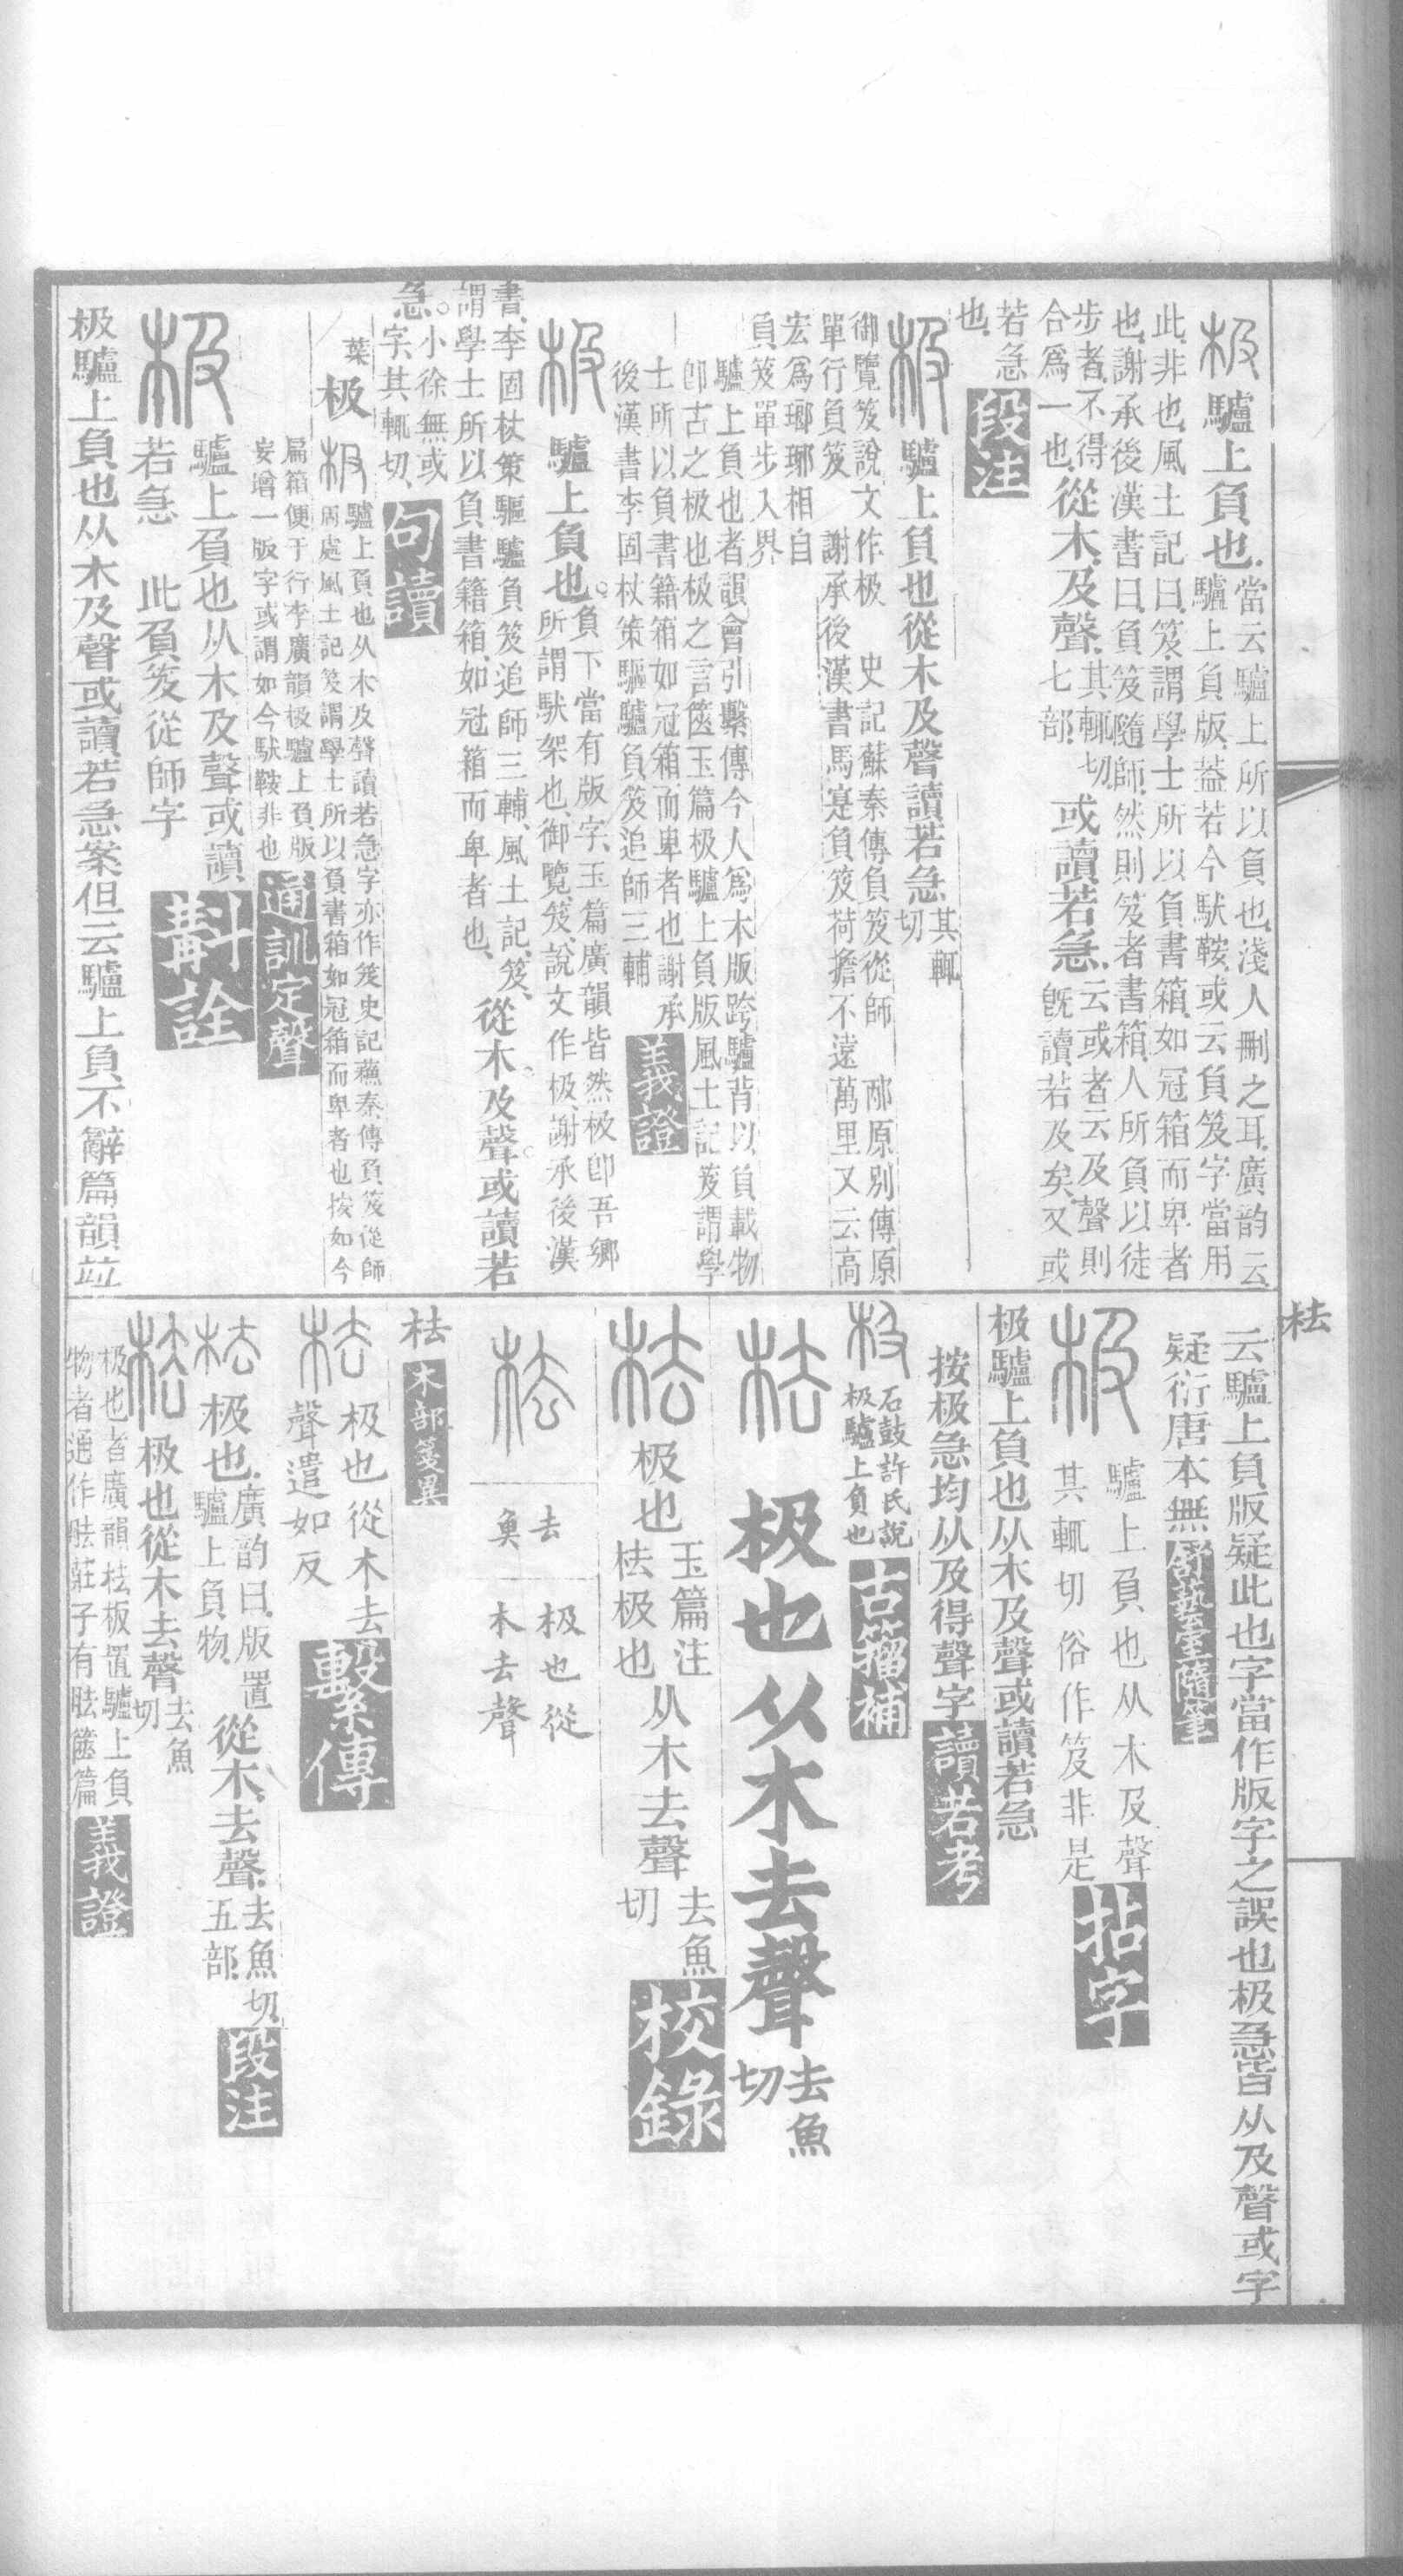 极驢上負也.當云驢上所以負也.淺人刪之耳.廣韵云
驢上負版.葢若今馱鞍.或云負笈字當用
此.非也.風土記曰.笈.謂學士所以負書箱.如冠箱而卑者
也.謝承後漢書曰.負笈隨師.然則笈者書箱.人所負以徒
步者.不得
合爲一也.從木.及聲.其輒切七部.或讀若急.云或者.云及聲則
旣讀若及矣.又或
若急
也.段注
极驢上負也從木及聲讀若急其輒
切
御覽笈說文作极 史記蘇秦傳負笈從師 邴原別傳原
單行負笈 謝承後漢書馬寔負笈荷擔不遠萬里又云高
宏爲瑯琊相自
負笈單步入界
驢上負也者韻會引繫傳今人爲木版跨驢背以負載物
卽古之极也极之言篋玉篇极驢上負版風土記笈謂學
士所以負書籍箱如冠箱而卑者也謝承
後漢書李固杖策驅驢負笈追師三輔義證
极驢上負也。負下當有版字.玉篇廣韻皆然.极卽吾鄉
所謂馱架也.御覽.笈.說文作极.謝承後漢
書.李固杖策驅驢負笈追師三輔.風土記.笈.
謂學士所以負書籍箱.如冠箱而卑者也.從木。及聲。或讀若
急。小徐無或
字.其輒切.句讀
葉极极驢上負也从木及聲讀若急字亦作笈史記蘇秦傳負笈從師
周處風土記笈謂學士所以負書箱如冠箱而卑者也按如今
扁箱便于行李廣韻极驢上負版
妄增一版字或謂如今馱鞍非也通訓定聲
极驢上負也从木及聲或讀
若急 此負笈從師字斠詮
极驢上負也从木及聲或讀若急案但云驢上負不辭篇韻竝
云驢上負版疑此也字當作版字之誤也极急皆从及聲或字
疑衍唐本無舒藝室隨筆
极驢上負也从木及聲
其輒切俗作笈非是拈字
极驢上負也从木及聲或讀若急
按极急均从及得聲字讀若考
极石鼓許氏說
极驢上負也古籀補
㭕极也从木去聲去魚
切
㭕极也玉篇注
㭕极也从木去聲去魚
切校錄
㭕去
魚极也從
木去聲
㭕木部箋異
㭕极也從木去
聲遣如反繫傳
㭕极也.廣韵曰.版置
驢上負物.從木.去聲.去魚切
五部.段注
㭕极也從木去聲去魚
切
极也者廣韻㭕板置驢上負
物者通作胠莊子有胠篋篇義證
㭕